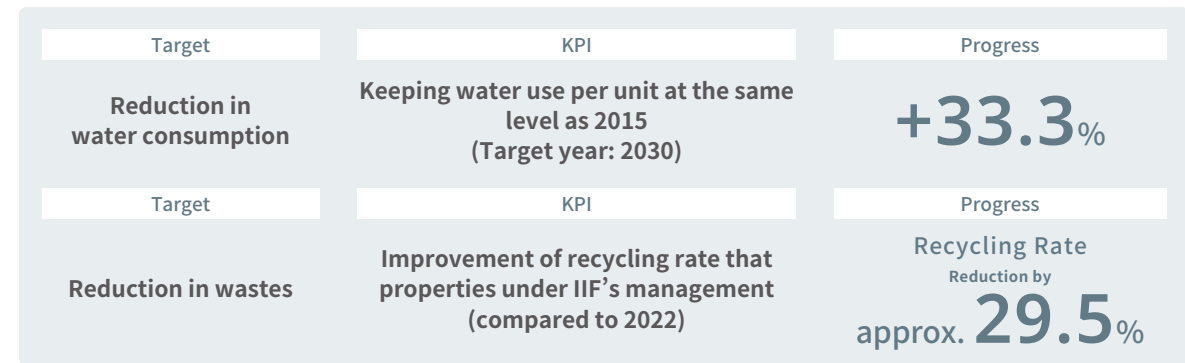 Target
KPI
Progress
Reduction in
water consumption
Keeping water use per unit at the same
level as 2015
(Target year: 2030)
+33.3%
Target
KPI
Progress
Reduction in wastes
Improvement of recycling rate that
properties under IIF’s management
(compared to 2022)
Recycling Rate
Reduction by
approx. 29.5%